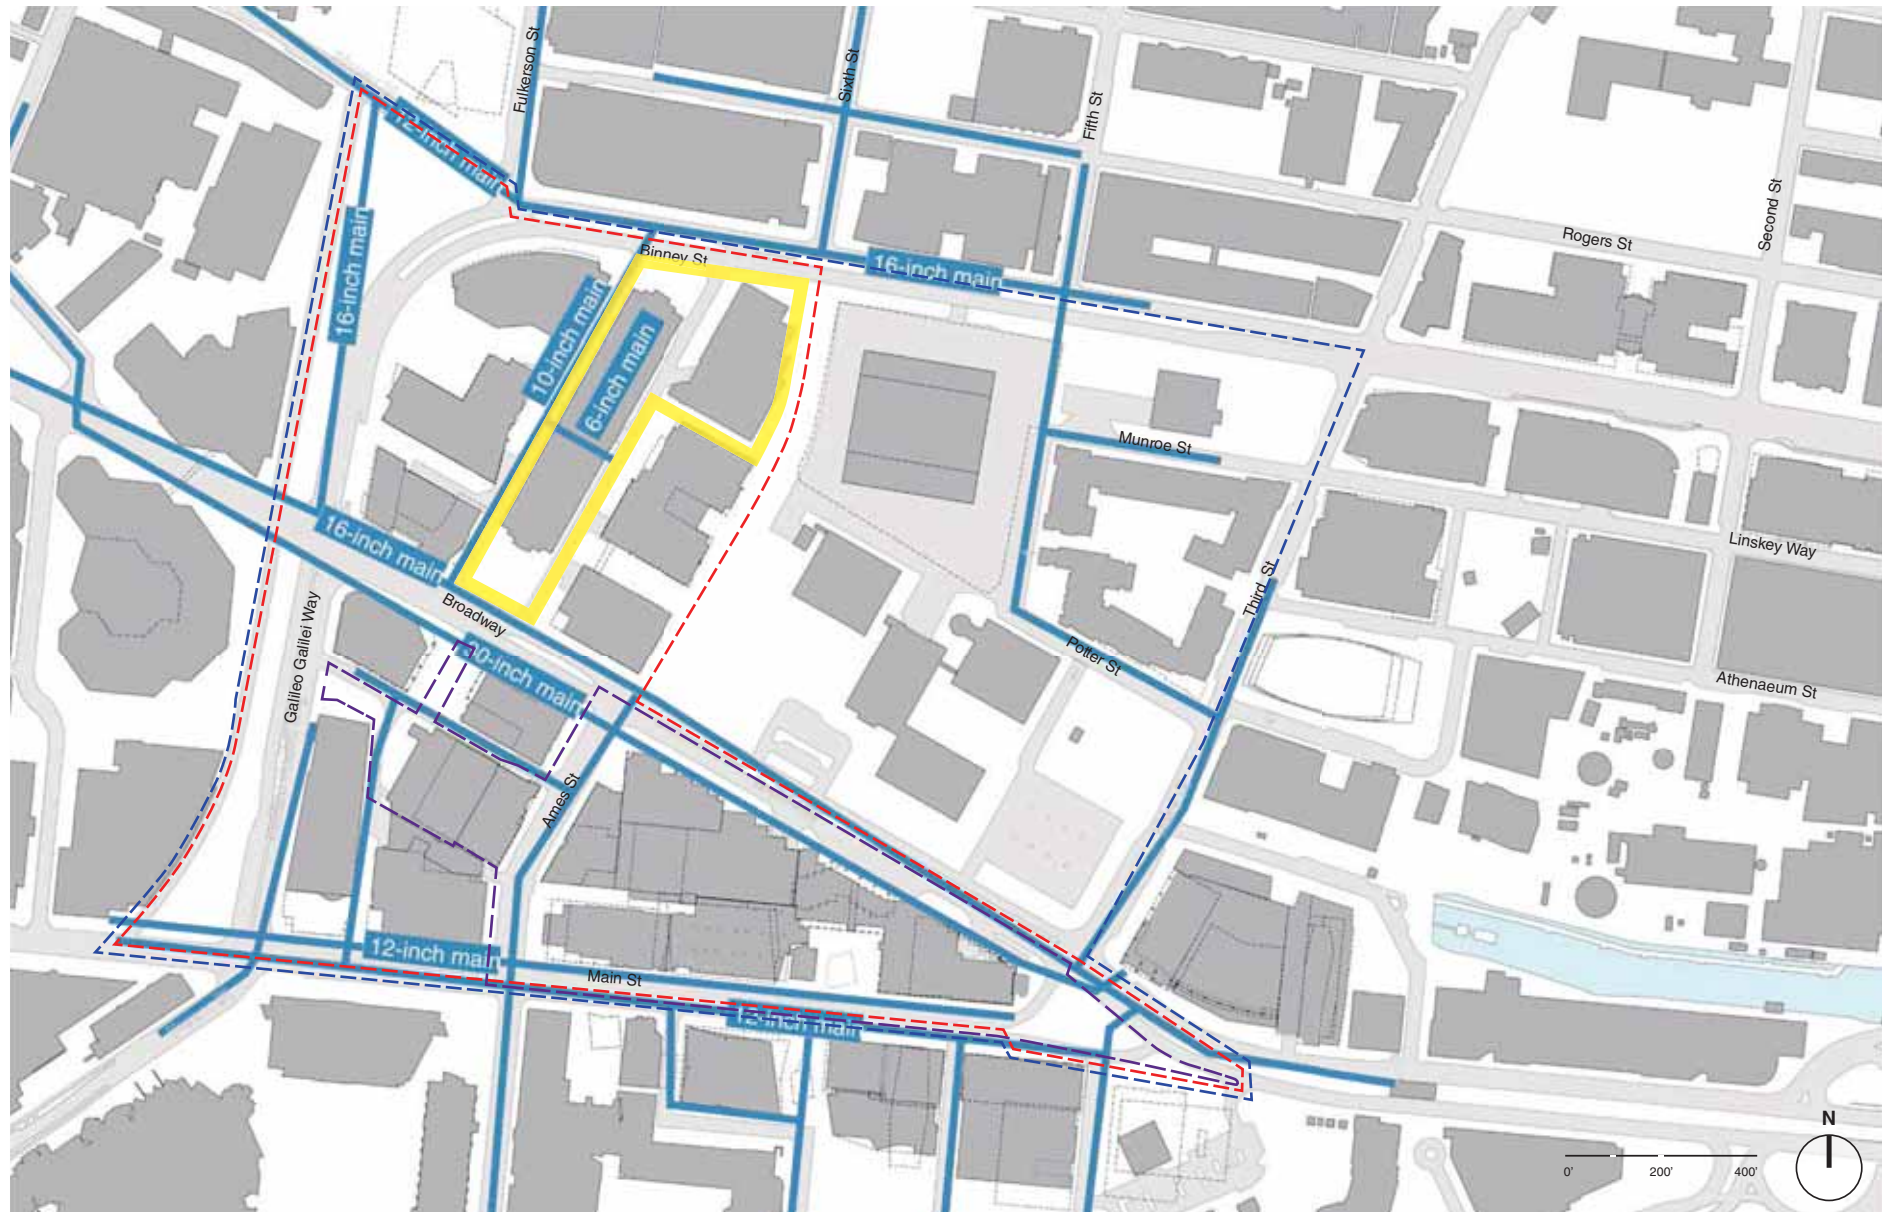 Fulkerson St
Sixth St
Fifth St
Second St
12-inch main
Rogers St
16-inch main
Binney St
16-inch main
10-inch main
6-inch main
Munroe St
Linskey Way
16-inch main
Broadway
Third St
Galileo Galilei Way
Potter St
Athenaeum St
Ames St
12-inch main
Main St
12-inch main
N
0' 200' 400'